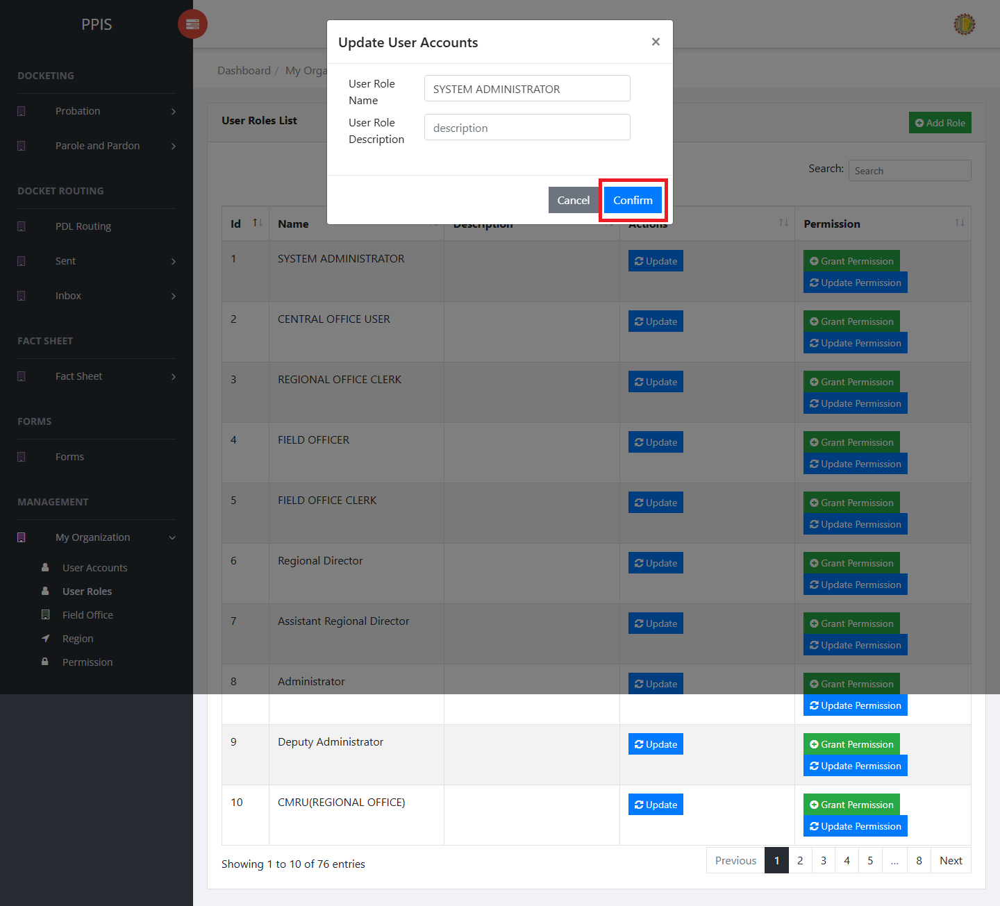 PPIS
DOCKETING
Probation
Parole and Pardon
DOCKET ROUTING
PDL Routing
Sent
Inbox
FACT SHEET
Fact Sheet
FORMS
Forms
MANAGEMENT
My Organization
User Accounts
User Roles
Field Office
Region
Permission
Dashboard / My Orga
Update User Accounts ×
User Role Name SYSTEM ADMINISTRATOR
User Role Description description
Cancel Confirm
User Roles List Add Role
Search: Search
Id Name Description Actions Permission
1 SYSTEM ADMINISTRATOR Update Grant Permission
Update Permission
2 CENTRAL OFFICE USER Update Grant Permission
Update Permission
3 REGIONAL OFFICE CLERK Update Grant Permission
Update Permission
4 FIELD OFFICER Update Grant Permission
Update Permission
5 FIELD OFFICE CLERK Update Grant Permission
Update Permission
6 Regional Director Update Grant Permission
Update Permission
7 Assistant Regional Director Update Grant Permission
Update Permission
8 Administrator Update Grant Permission
Update Permission
9 Deputy Administrator Update Grant Permission
Update Permission
10 CMRU(REGIONAL OFFICE) Update Grant Permission
Update Permission
Showing 1 to 10 of 76 entries
Previous 1 2 3 4 5 ... 8 Next